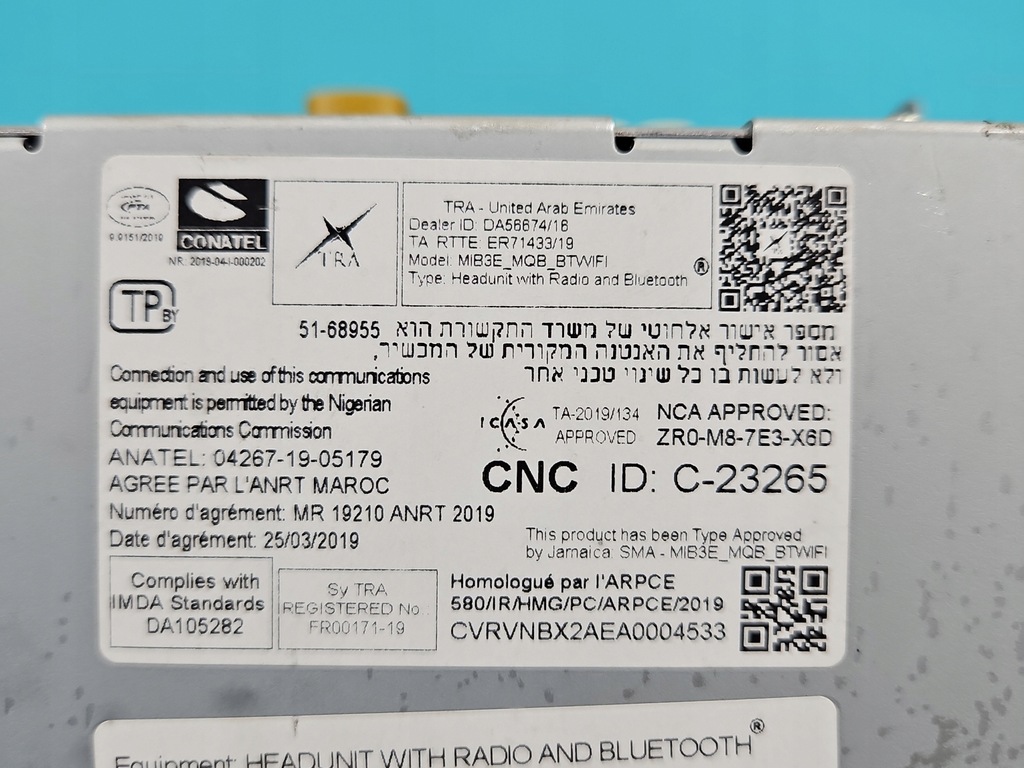 PTA
9.9151/2019
CONATEL
NR: 2019-04-I-000202
TRA
TRA - United Arab Emirates
Dealer ID: DA56674/16
TA RTTE: ER71433/19
Model: MIB3E_MQB_BTWIFI
Type: Headunit with Radio and Bluetooth®
TP BY
מספר אישור אלחוטי של משרד התקשורת הוא 51-68955
אסור להחליף את האנטנה המקורית של המכשיר,
ולא לעשות בו כל שינוי טכני אחר
Connection and use of this communications
equipment is permitted by the Nigerian
Communications Commission
ICASA
TA-2019/134
APPROVED
NCA APPROVED:
ZR0-M8-7E3-X6D
ANATEL: 04267-19-05179
AGREE PAR L'ANRT MAROC
CNC ID: C-23265
Numéro d'agrément: MR 19210 ANRT 2019
Date d'agrément: 25/03/2019
This product has been Type Approved
by Jamaica: SMA - MIB3E_MQB_BTWIFI
Complies with
IMDA Standards
DA105282
Sy TRA
REGISTERED No.:
FR00171-19
Homologué par l'ARPCE
580/IR/HMG/PC/ARPCE/2019
CVRVNBX2AEA0004533
Equipment: HEADUNIT WITH RADIO AND BLUETOOTH®